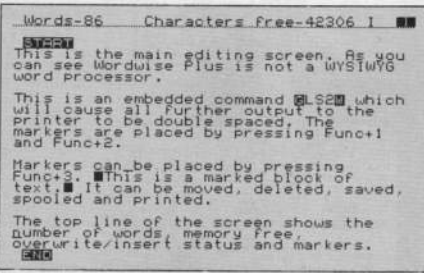 Words-86 Characters free-42306 I
START
This is the main editing screen. As you
can see Wordwise Plus is not a WYSIWYG
word processor.
This is an embedded command GLS2W which
will cause all further output to the
printer to be double spaced. The
markers are placed by pressing Func+1
and Func+2.
Markers can be placed by pressing
Func+3. This is a marked block of
text. It can be moved, deleted, saved,
spooled and printed.
The top line of the screen shows the
number of words, memory free,
overwrite/insert status and markers.
END